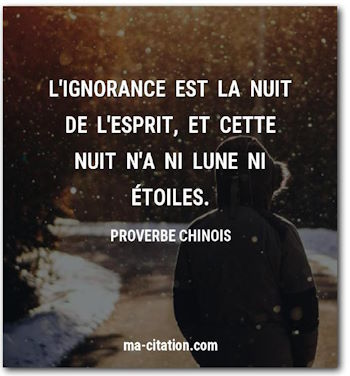 L'IGNORANCE EST LA NUIT
DE L'ESPRIT, ET CETTE
NUIT N'A NI LUNE NI
ÉTOILES.
PROVERBE CHINOIS
ma-citation.com